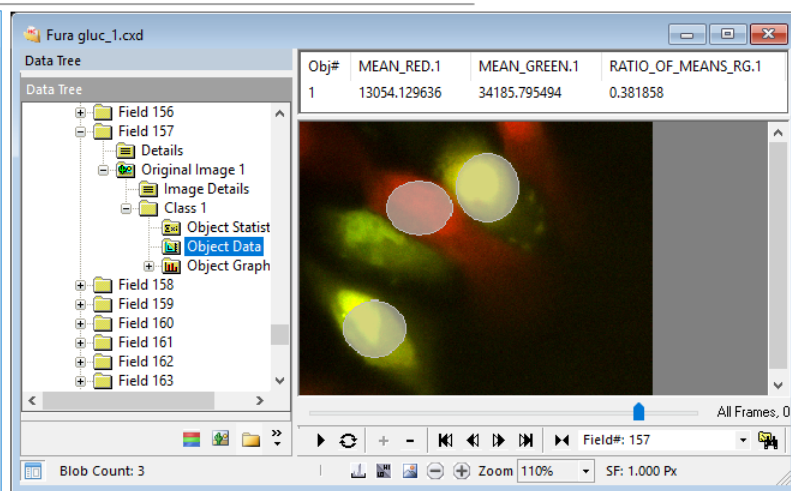 Fura gluc_1.cxd
Data Tree
Data Tree
Field 156
Field 157
Details
Original Image 1
Image Details
Class 1
Object Statist
Object Data
Object Graph
Field 158
Field 159
Field 160
Field 161
Field 162
Field 163
Obj# MEAN_RED.1 MEAN_GREEN.1 RATIO_OF_MEANS_RG.1
1 13054.129636 34185.795494 0.381858
All Frames, 0
Field#: 157
Blob Count: 3
Zoom 110% SF: 1.000 Px